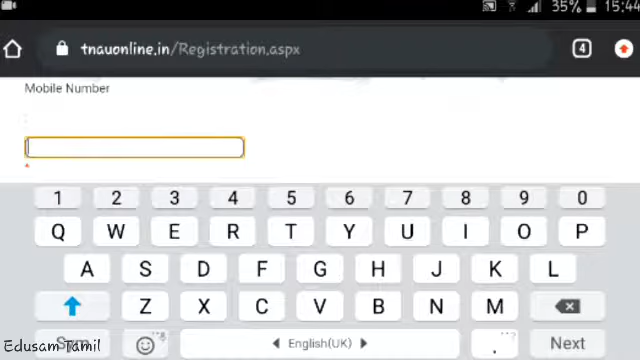 35% 15:44
tnauonline.in/Registration.aspx 4
Mobile Number
:
*
1 2 3 4 5 6 7 8 9 0
Q W E R T Y U I O P
A S D F G H J K L
Z X C V B N M
Edusam Tamil Sym English(UK) . Next